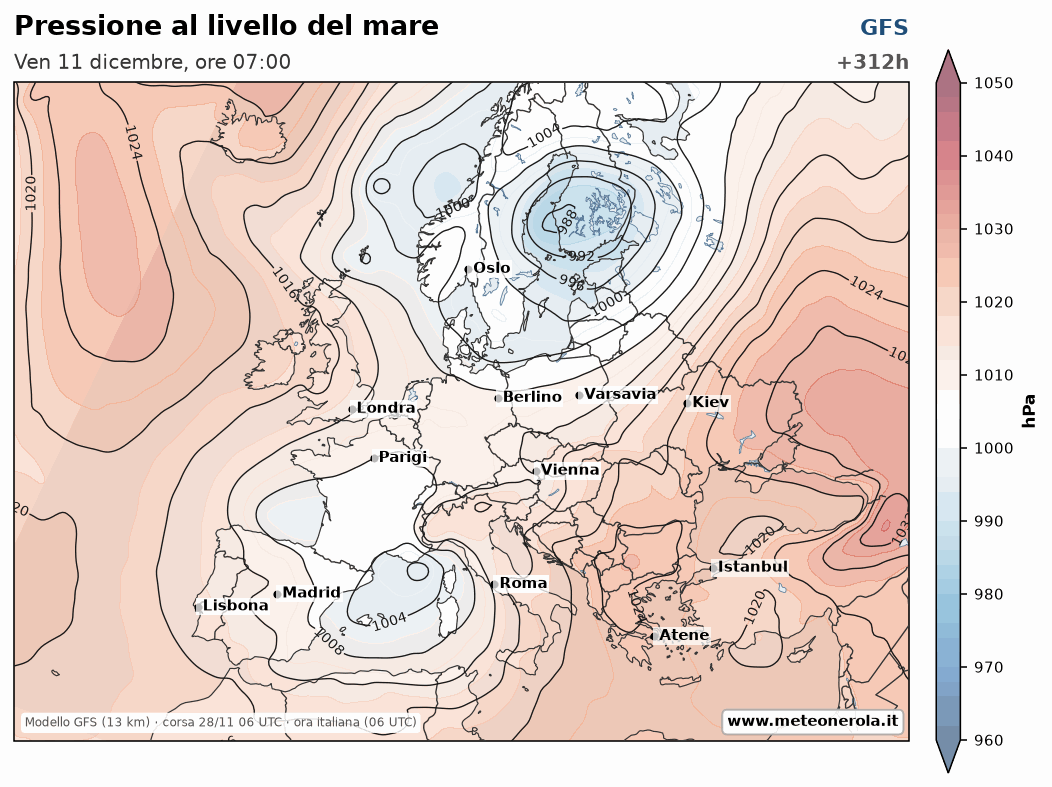 Pressione al livello del mare
GFS
Ven 11 dicembre, ore 07:00
+312h
1050
1040
1030
1020
1010
1000
990
980
970
960
hPa
1024
1020
1004
1000
988
992
996
1000
1016
1024
Oslo
Berlino
Varsavia
Kiev
Londra
Parigi
Vienna
1020
Istanbul
Roma
Madrid
Lisbona
1004
1008
1020
Atene
Modello GFS (13 km) · corsa 28/11 06 UTC · ora italiana (06 UTC)
www.meteonerola.it